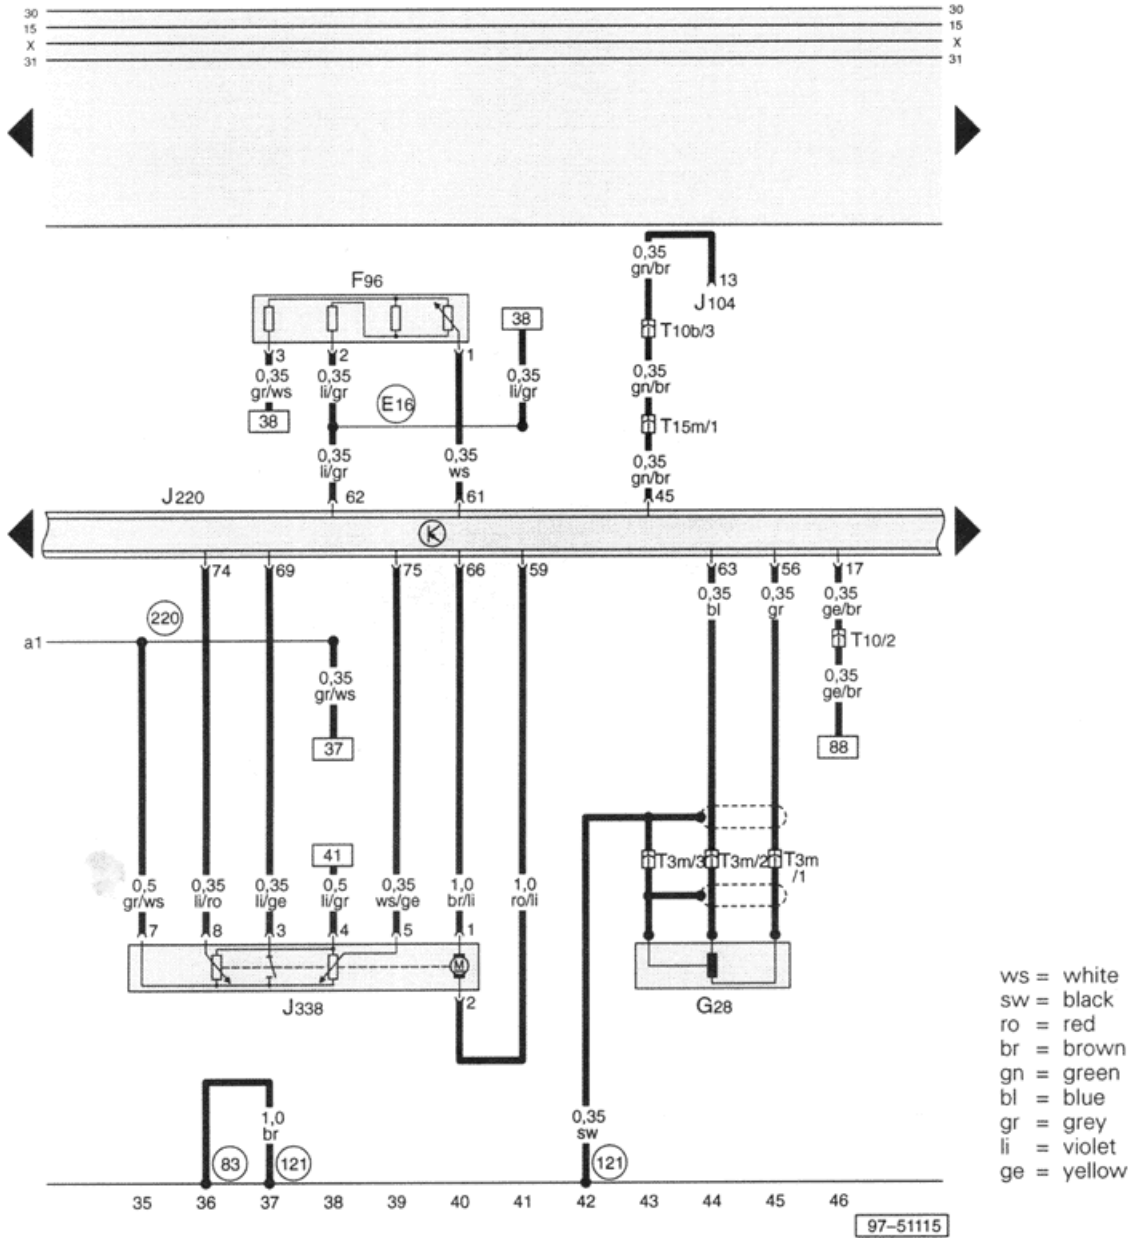 30 30
15 15
X X
31 31
F96
38
13
J104
0,35
gn/br
T10b/3
3 2 1
0,35 0,35 0,35 0,35
gr/ws li/gr li/gr gn/br
38
E16
T15m/1
0,35 0,35 0,35
li/gr ws gn/br
J220
62 61 45
K
74 69 75 66 59 63 56 17
0,35 0,35 0,35
bl gr ge/br
220
a1
T10/2
0,35 0,35
gr/ws ge/br
37
88
41
T3m/3 T3m/2 T3m
/1
0,5 0,35 0,35 0,5 0,35 1,0 1,0
gr/ws li/ro li/ge li/gr ws/ge br/li ro/li
7 8 3 4 5 1
M
2
J338
G28
1,0
br
0,35
sw
83 121 121
35 36 37 38 39 40 41 42 43 44 45 46
97–51115
ws = white
sw = black
ro = red
br = brown
gn = green
bl = blue
gr = grey
li = violet
ge = yellow